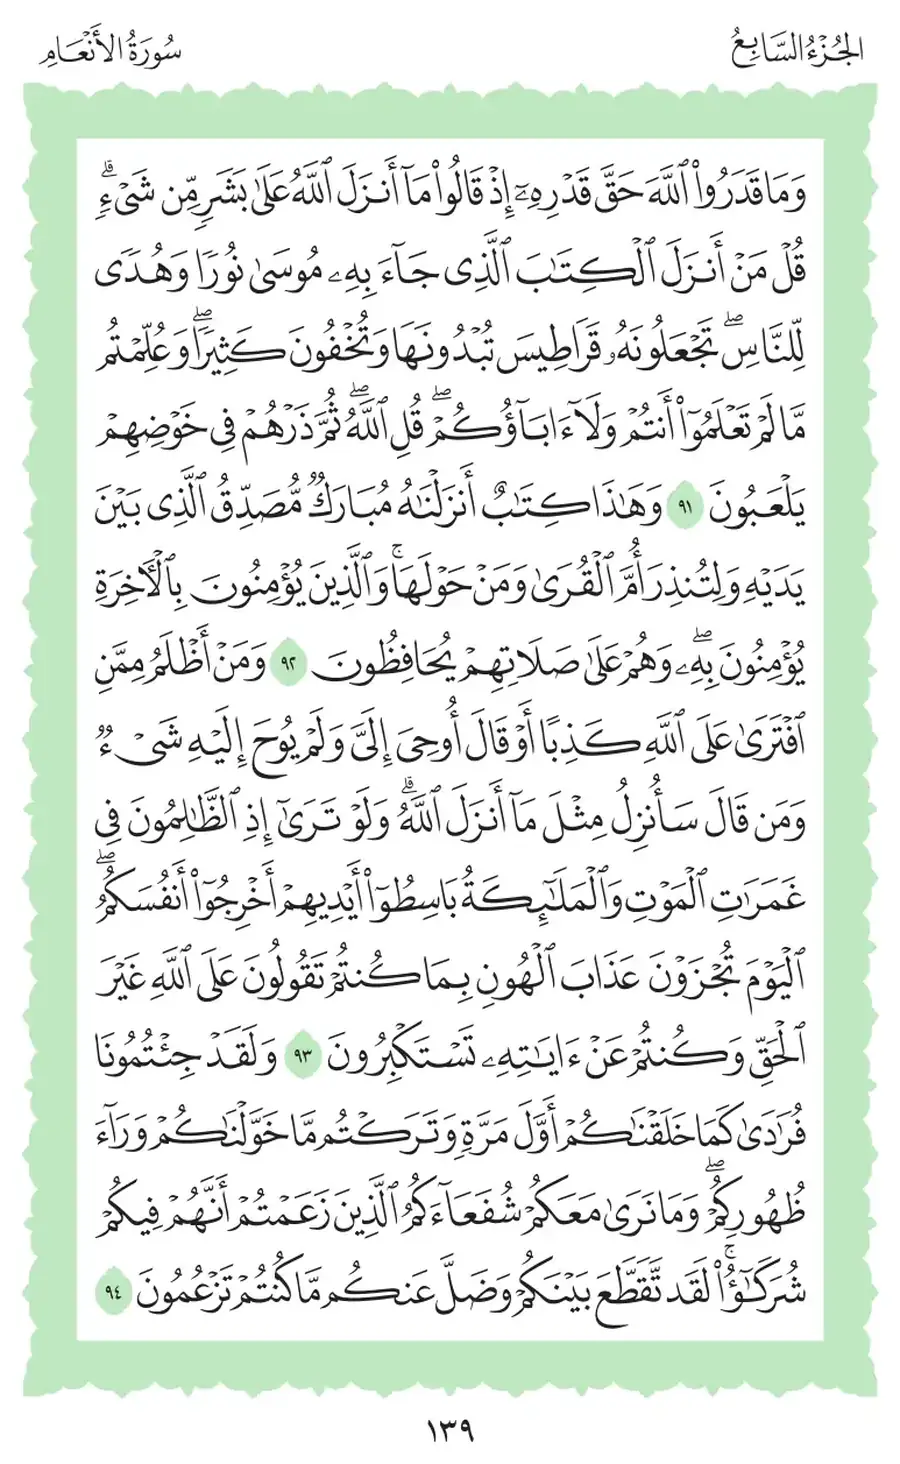 الجُزْءُ السَّابِعُ
سُورَةُ الأَنْعَامِ
وَمَا قَدَرُوا۟ ٱللَّهَ حَقَّ قَدْرِهِۦٓ إِذْ قَالُوا۟ مَآ أَنزَلَ ٱللَّهُ عَلَىٰ بَشَرٍ مِّن شَىْءٍ ۗ
قُلْ مَنْ أَنزَلَ ٱلْكِتَـٰبَ ٱلَّذِى جَآءَ بِهِۦ مُوسَىٰ نُورًا وَهُدًى
لِّلنَّاسِ ۖ تَجْعَلُونَهُۥ قَرَاطِيسَ تُبْدُونَهَا وَتُخْفُونَ كَثِيرًا ۖ وَعُلِّمْتُم
مَّا لَمْ تَعْلَمُوٓا۟ أَنتُمْ وَلَآ ءَابَآؤُكُمْ ۖ قُلِ ٱللَّهُ ۖ ثُمَّ ذَرْهُمْ فِى خَوْضِهِمْ
يَلْعَبُونَ ٩١ وَهَـٰذَا كِتَـٰبٌ أَنزَلْنَـٰهُ مُبَارَكٌ مُّصَدِّقُ ٱلَّذِى بَيْنَ
يَدَيْهِ وَلِتُنذِرَ أُمَّ ٱلْقُرَىٰ وَمَنْ حَوْلَهَا ۚ وَٱلَّذِينَ يُؤْمِنُونَ بِٱلْـَٔاخِرَةِ
يُؤْمِنُونَ بِهِۦ ۖ وَهُمْ عَلَىٰ صَلَاتِهِمْ يُحَافِظُونَ ٩٢ وَمَنْ أَظْلَمُ مِمَّنِ
ٱفْتَرَىٰ عَلَى ٱللَّهِ كَذِبًا أَوْ قَالَ أُوحِىَ إِلَىَّ وَلَمْ يُوحَ إِلَيْهِ شَىْءٌ
وَمَن قَالَ سَأُنزِلُ مِثْلَ مَآ أَنزَلَ ٱللَّهُ ۗ وَلَوْ تَرَىٰٓ إِذِ ٱلظَّـٰلِمُونَ فِى
غَمَرَٰتِ ٱلْمَوْتِ وَٱلْمَلَـٰٓئِكَةُ بَاسِطُوٓا۟ أَيْدِيهِمْ أَخْرِجُوٓا۟ أَنفُسَكُمُ ۖ
ٱلْيَوْمَ تُجْزَوْنَ عَذَابَ ٱلْهُونِ بِمَا كُنتُمْ تَقُولُونَ عَلَى ٱللَّهِ غَيْرَ
ٱلْحَقِّ وَكُنتُمْ عَنْ ءَايَـٰتِهِۦ تَسْتَكْبِرُونَ ٩٣ وَلَقَدْ جِئْتُمُونَا
فُرَٰدَىٰ كَمَا خَلَقْنَـٰكُمْ أَوَّلَ مَرَّةٍ وَتَرَكْتُم مَّا خَوَّلْنَـٰكُمْ وَرَآءَ
ظُهُورِكُمْ ۖ وَمَا نَرَىٰ مَعَكُمْ شُفَعَآءَكُمُ ٱلَّذِينَ زَعَمْتُمْ أَنَّهُمْ فِيكُمْ
شُرَكَـٰٓؤُا۟ ۚ لَقَد تَّقَطَّعَ بَيْنَكُمْ وَضَلَّ عَنكُم مَّا كُنتُمْ تَزْعُمُونَ ٩٤
١٣٩